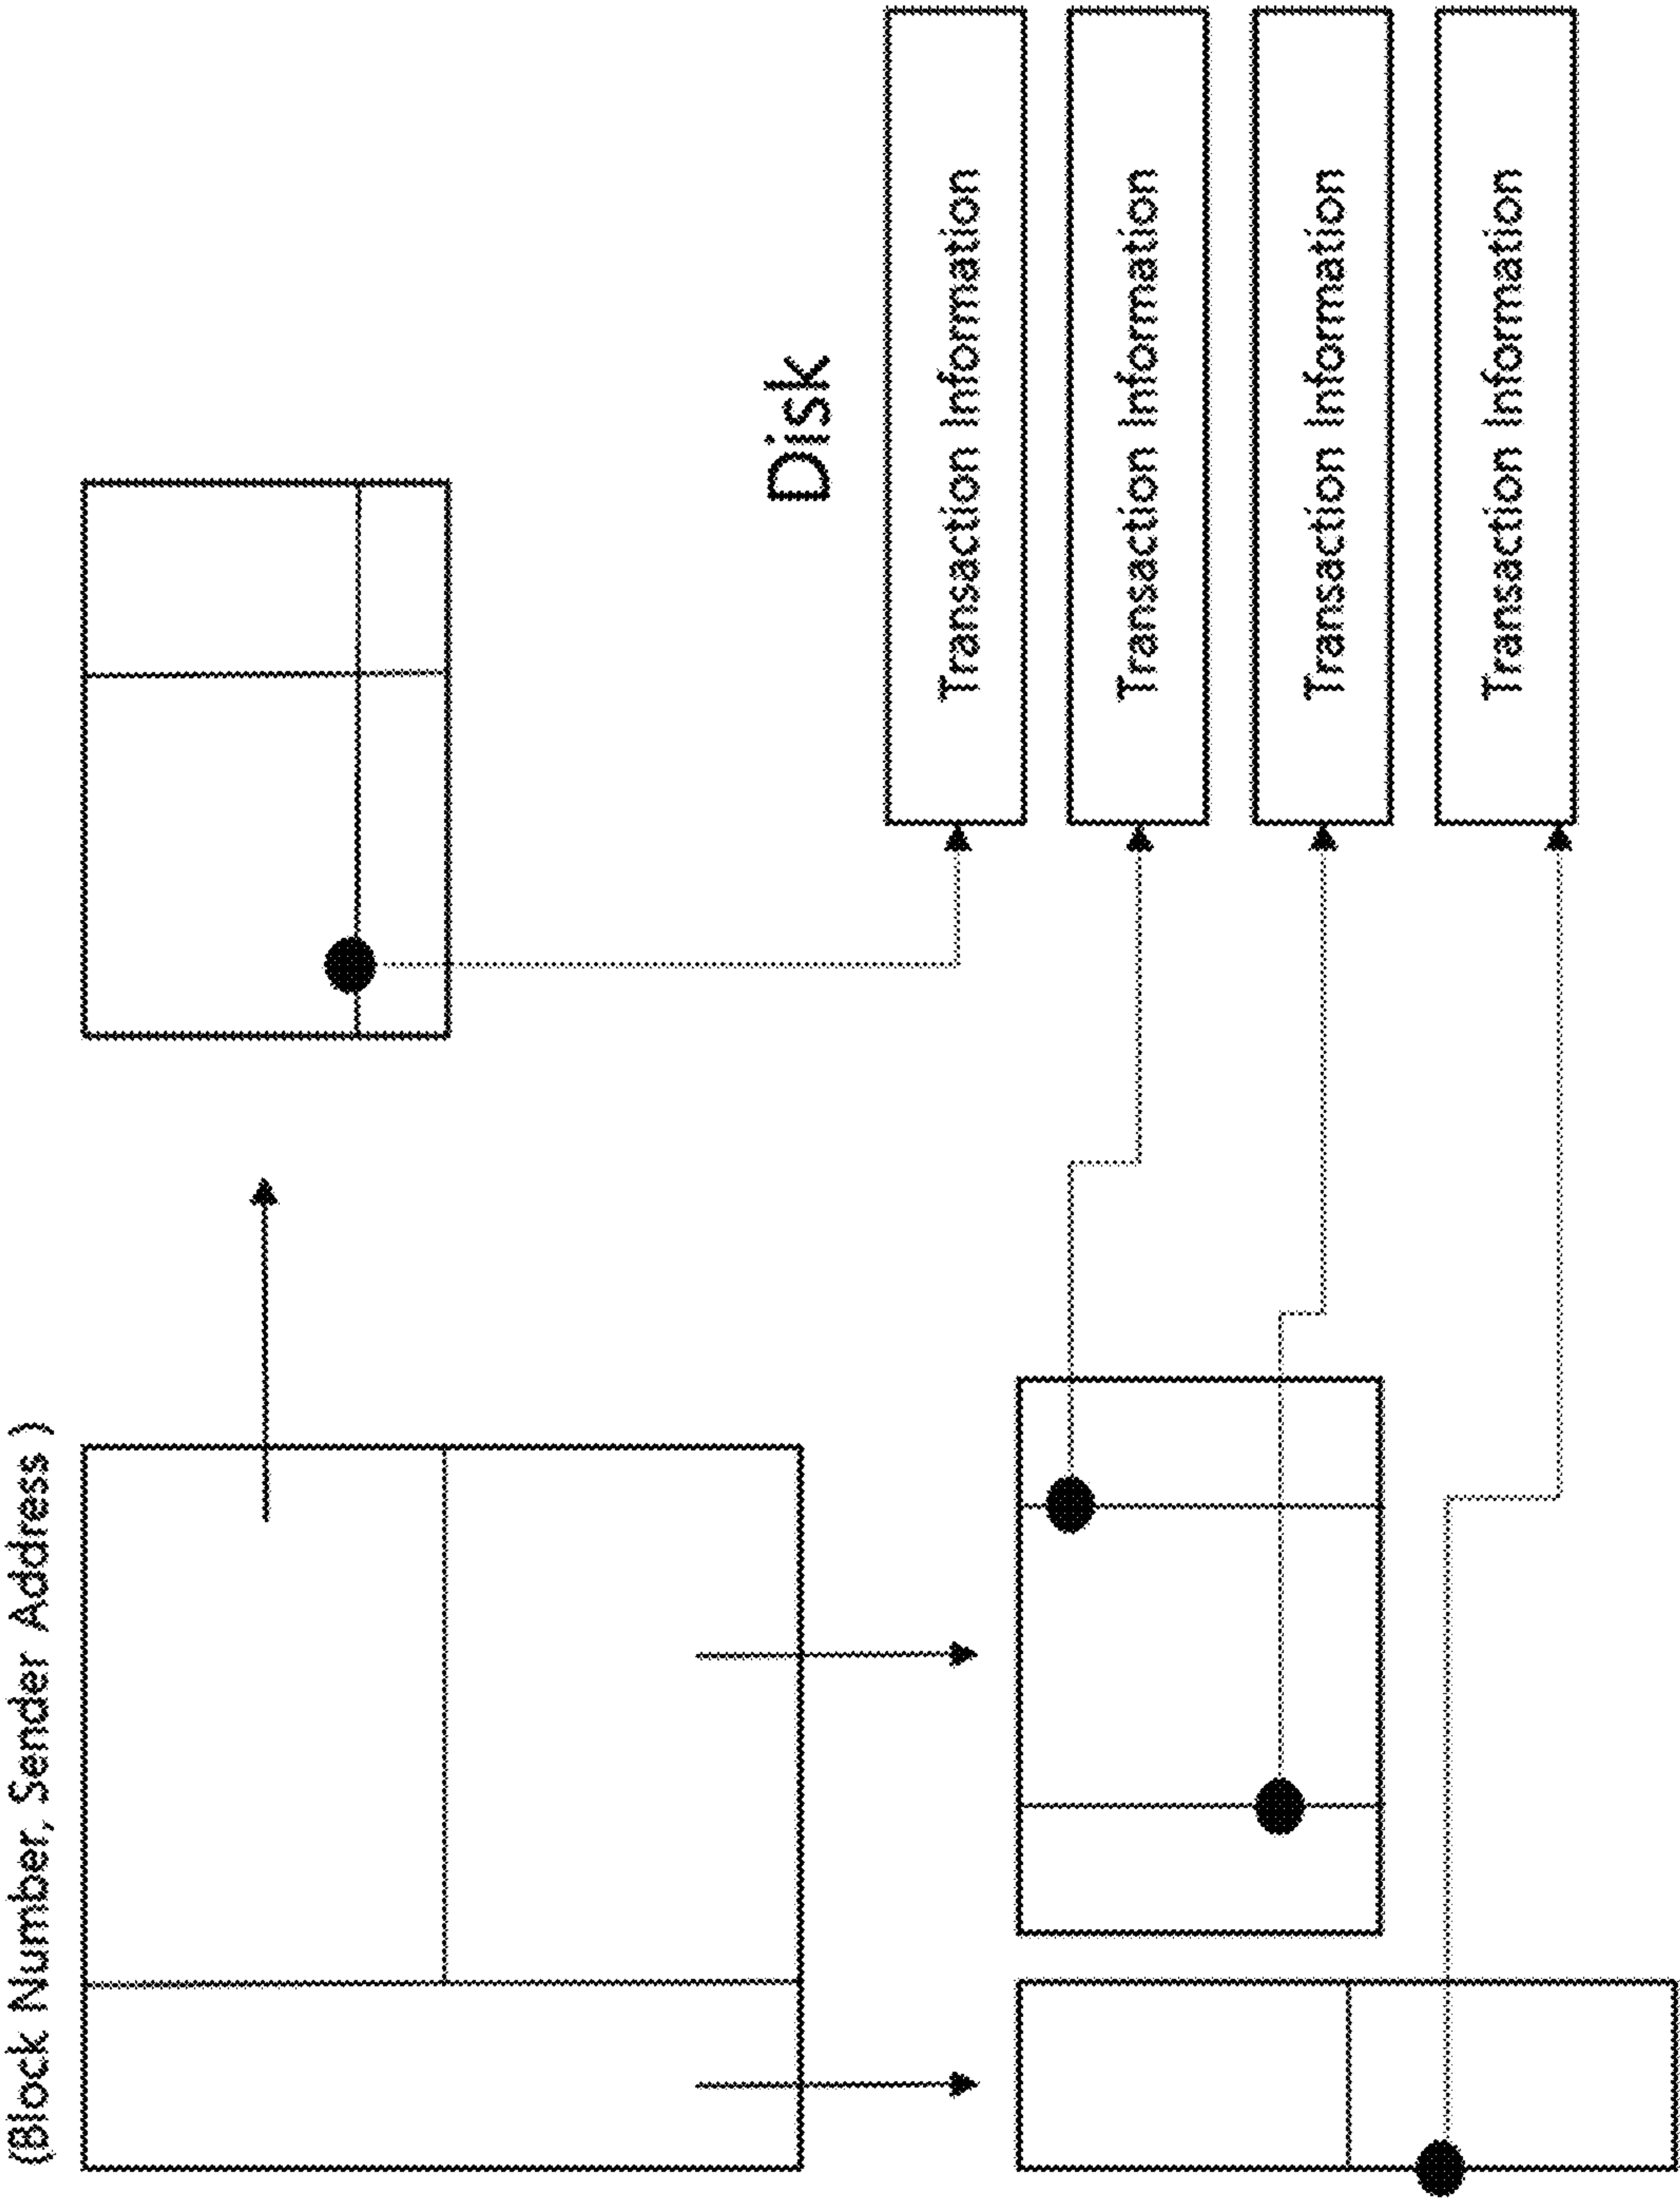 (Block Number, Sender Address )
Disk
Transaction Information
Transaction Information
Transaction Information
Transaction Information